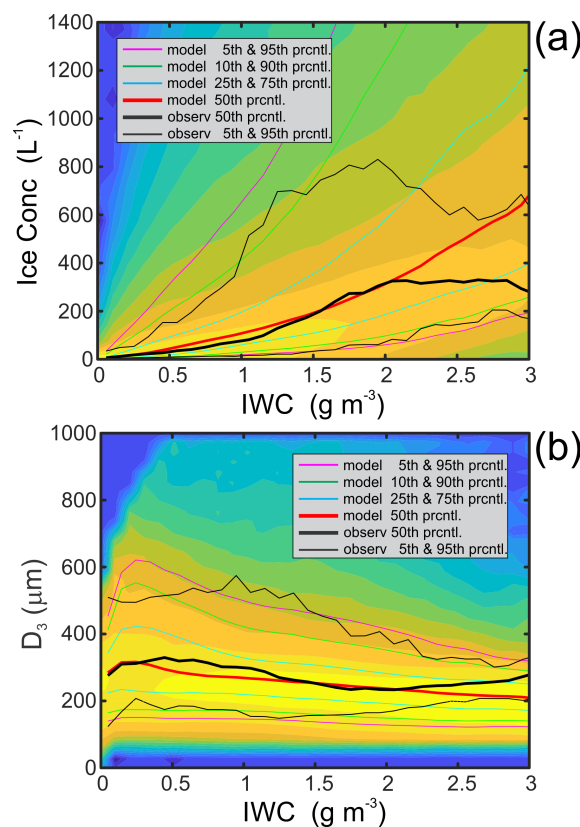 (a)
1400
1200
1000
800
600
400
200
0
Ice Conc (L⁻¹)
model 5th & 95th prcntl.
model 10th & 90th prcntl.
model 25th & 75th prcntl.
model 50th prcntl.
observ 50th prcntl.
observ 5th & 95th prcntl.
0 0.5 1 1.5 2 2.5 3
IWC (g m⁻³)
(b)
1000
800
600
400
200
0
D₃ (μm)
model 5th & 95th prcntl.
model 10th & 90th prcntl.
model 25th & 75th prcntl.
model 50th prcntl.
observ 50th prcntl.
observ 5th & 95th prcntl.
0 0.5 1 1.5 2 2.5 3
IWC (g m⁻³)